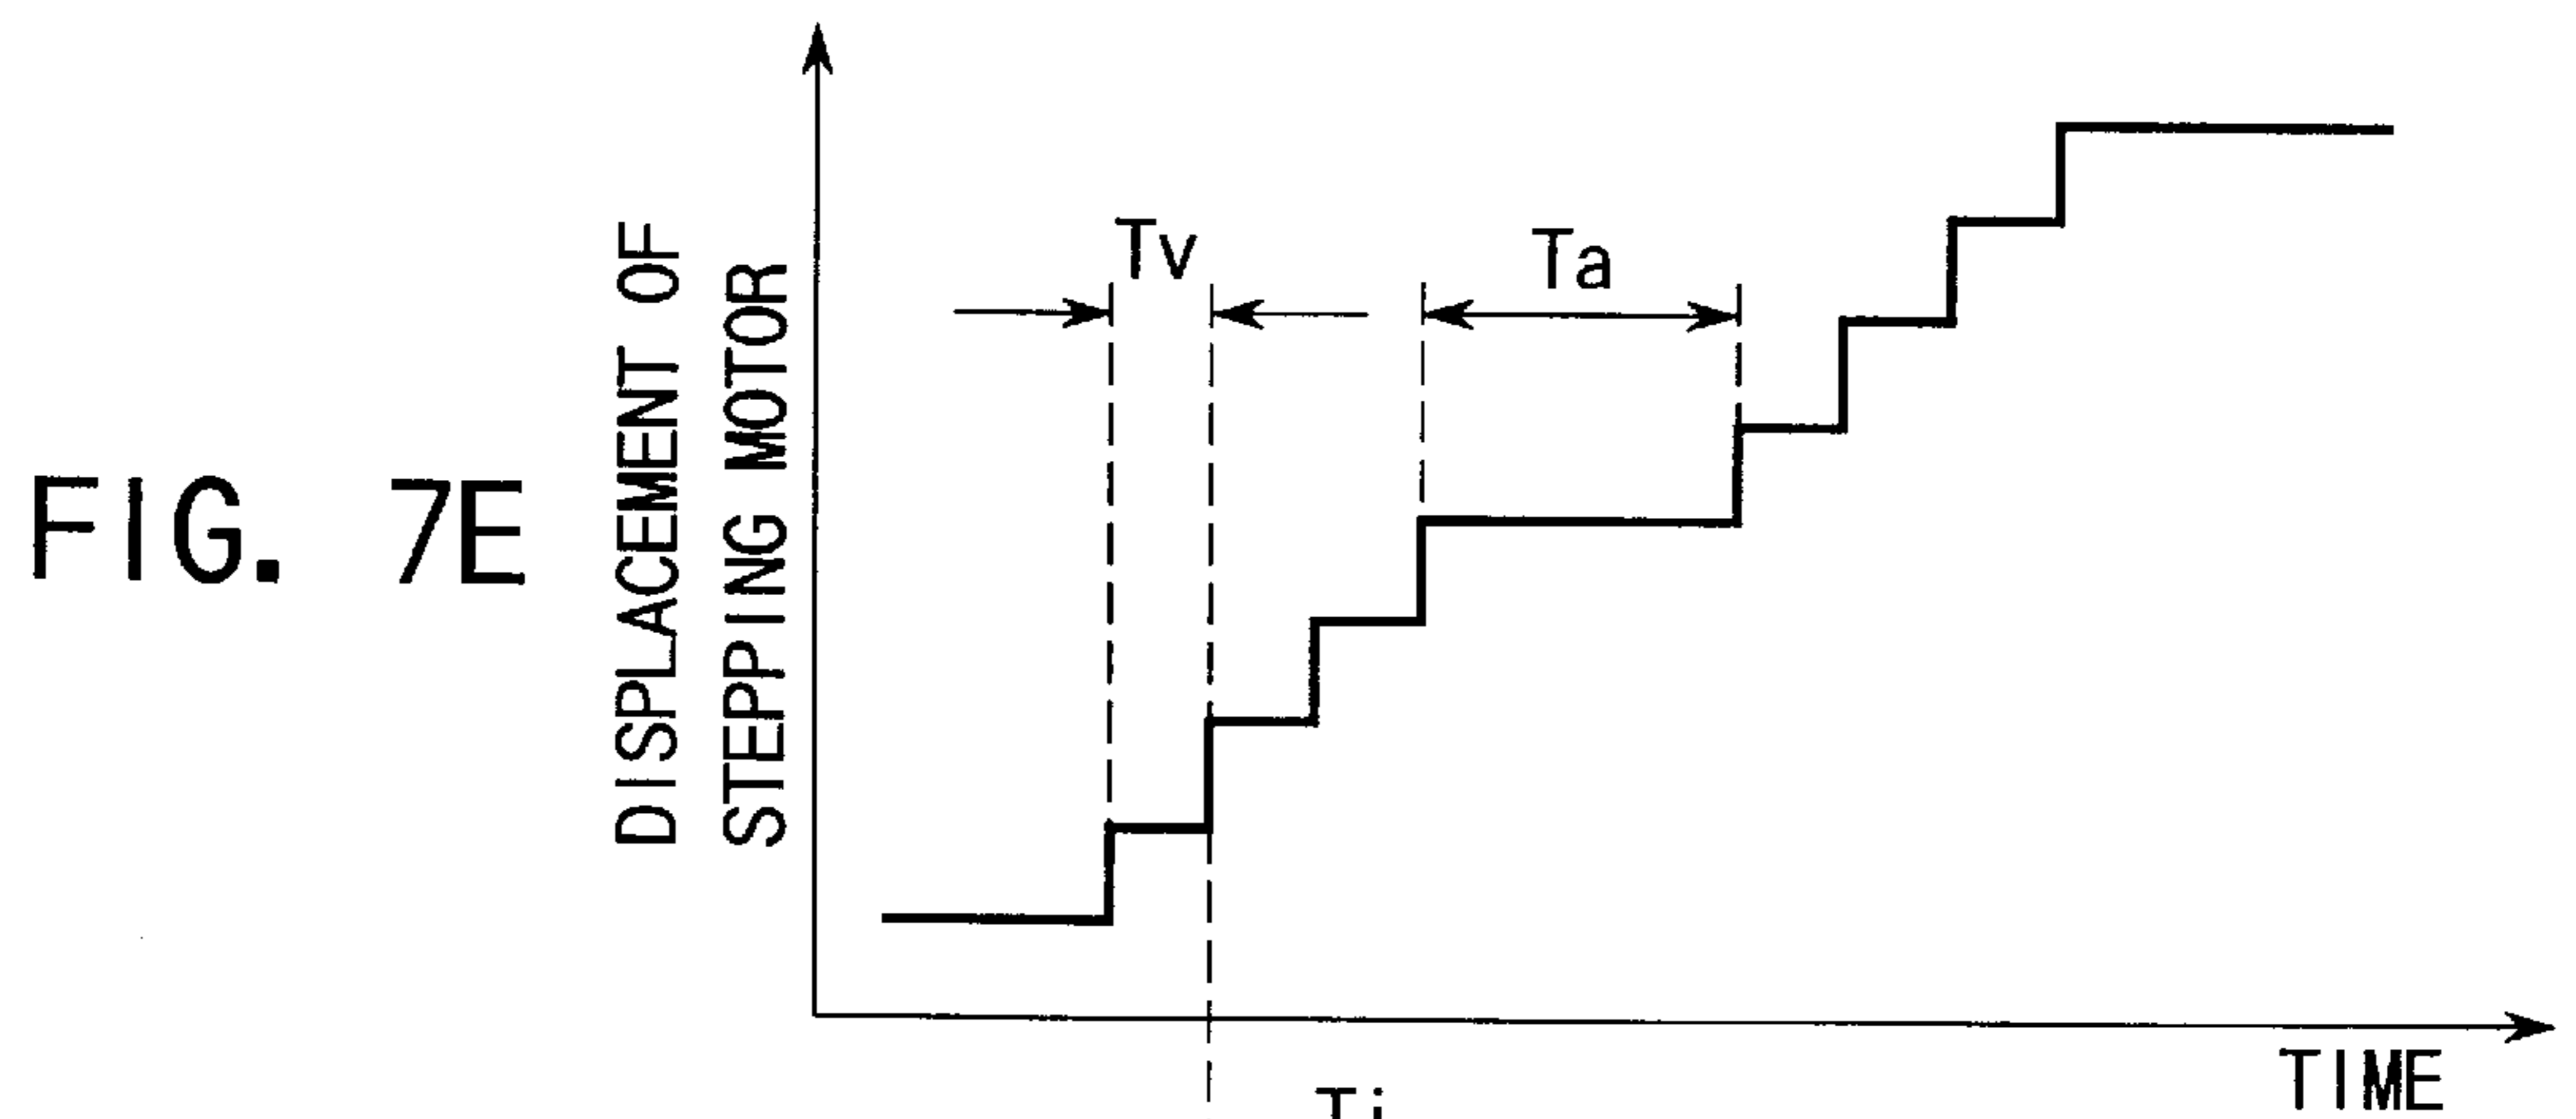 FIG. 7E
DISPLACEMENT OF
STEPPING MOTOR
Tv
Ta
TIME